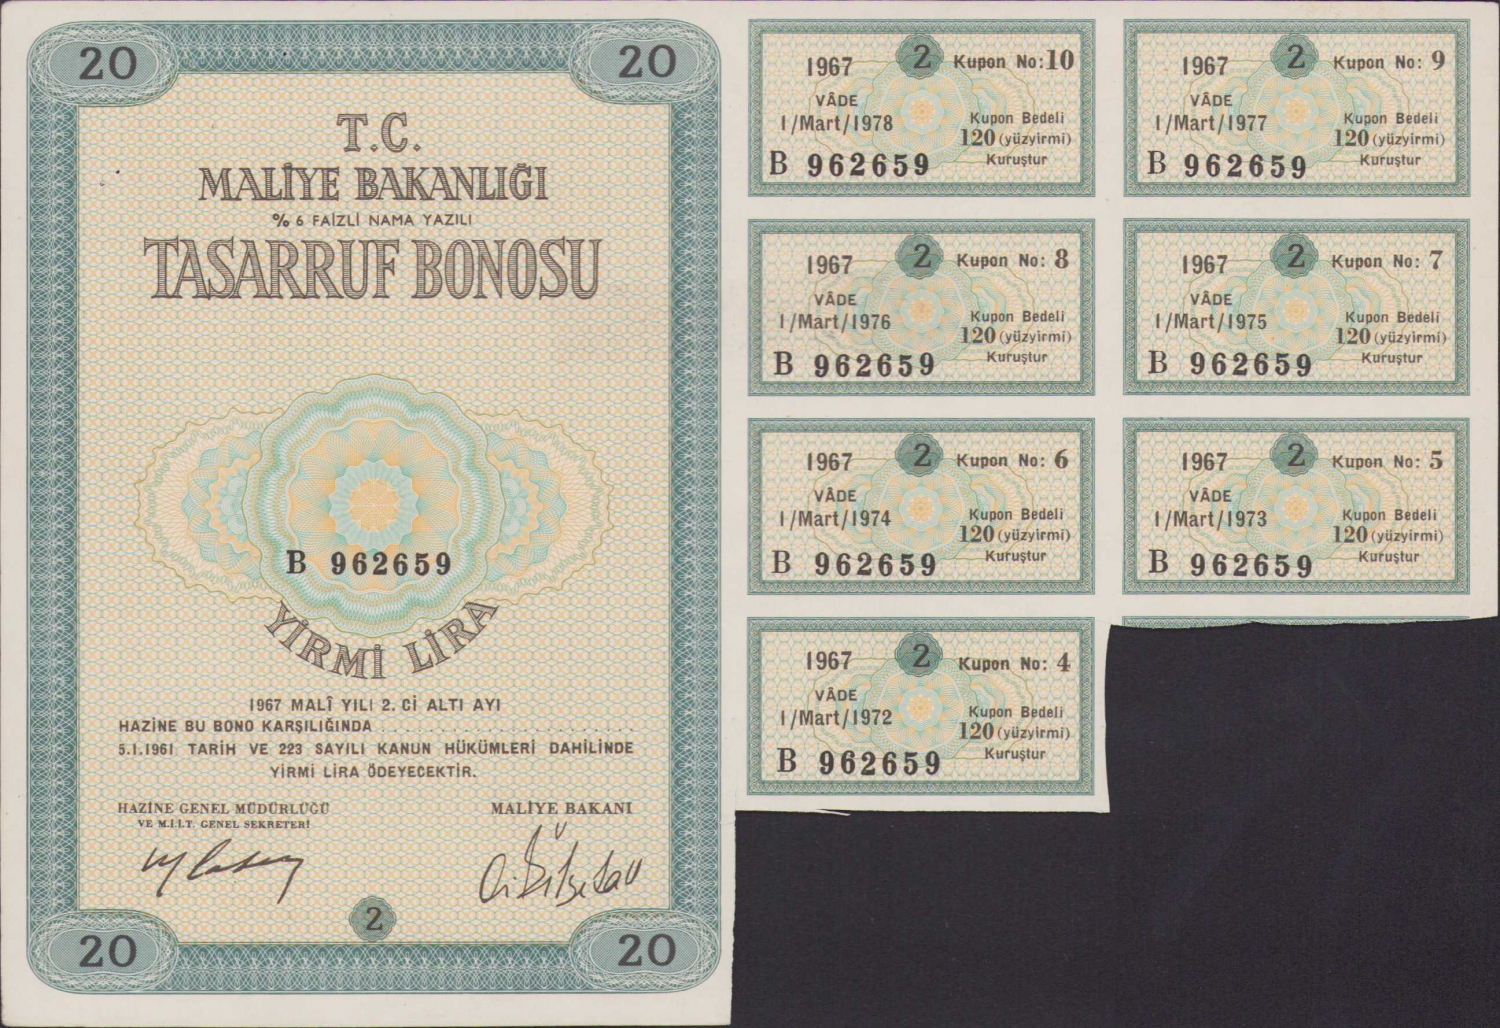 20
20
T.C.
MALİYE BAKANLIĞI
% 6 FAİZLİ NAMA YAZILI
TASARRUF BONOSU
B 962659
YİRMİ LİRA
1967 MALÎ YILI 2. Cİ ALTI AYI
HAZİNE BU BONO KARŞILIĞINDA ........................
5.1.1961 TARİH VE 223 SAYILI KANUN HÜKÜMLERİ DAHİLİNDE
YİRMİ LİRA ÖDEYECEKTİR.
HAZİNE GENEL MÜDÜRLÜĞÜ
VE M.İ.İ.T. GENEL SEKRETERİ
MALİYE BAKANI
2
20
20
1967 2 Kupon No: 10
VÂDE
1/Mart/1978
Kupon Bedeli
120 (yüzyirmi)
Kuruştur
B 962659
1967 2 Kupon No: 9
VÂDE
1/Mart/1977
Kupon Bedeli
120 (yüzyirmi)
Kuruştur
B 962659
1967 2 Kupon No: 8
VÂDE
1/Mart/1976
Kupon Bedeli
120 (yüzyirmi)
Kuruştur
B 962659
1967 2 Kupon No: 7
VÂDE
1/Mart/1975
Kupon Bedeli
120 (yüzyirmi)
Kuruştur
B 962659
1967 2 Kupon No: 6
VÂDE
1/Mart/1974
Kupon Bedeli
120 (yüzyirmi)
Kuruştur
B 962659
1967 2 Kupon No: 5
VÂDE
1/Mart/1973
Kupon Bedeli
120 (yüzyirmi)
Kuruştur
B 962659
1967 2 Kupon No: 4
VÂDE
1/Mart/1972
Kupon Bedeli
120 (yüzyirmi)
Kuruştur
B 962659